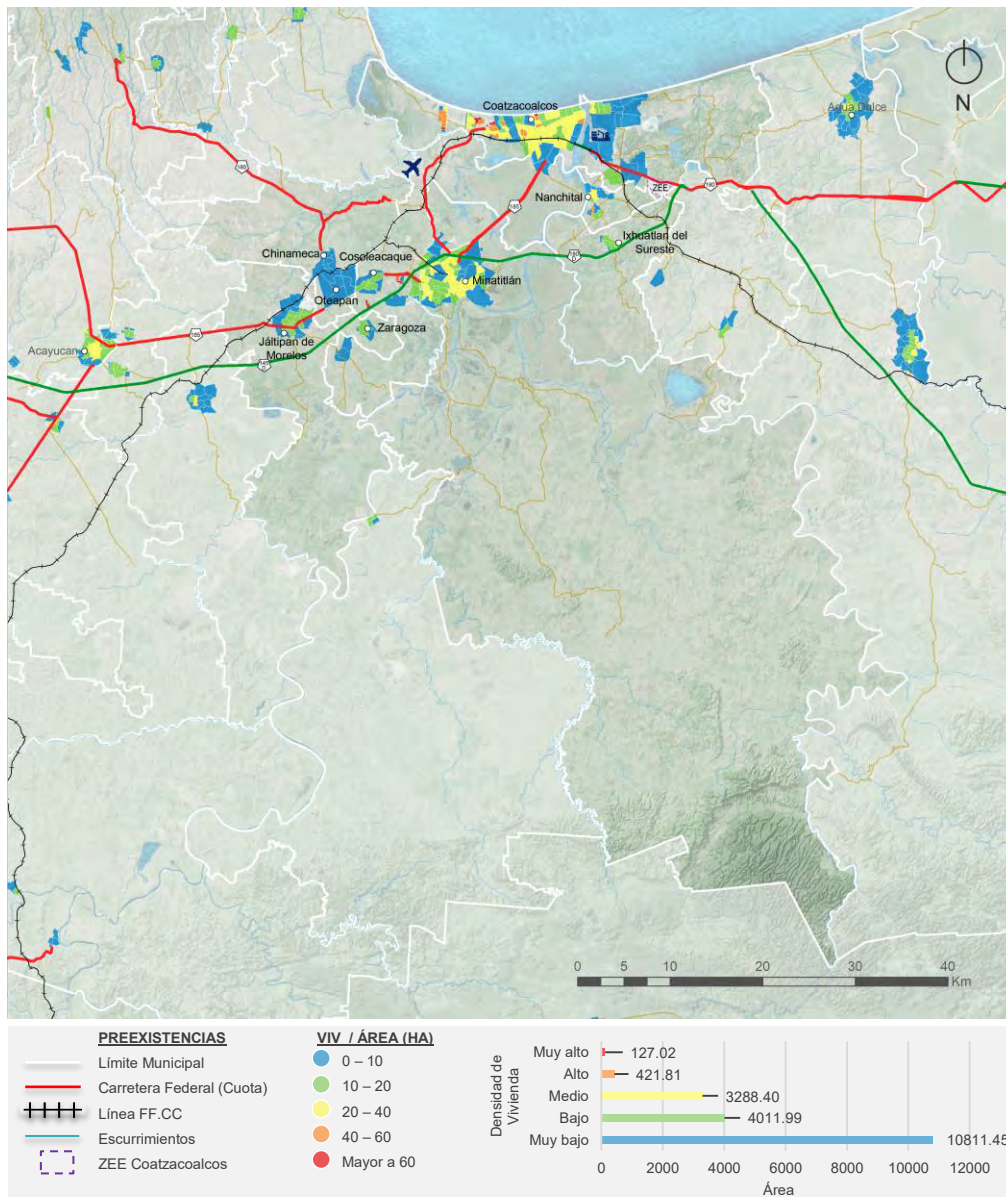 Coatzacoalcos
Agua Dulce
N
180
ZEE
180
Nanchital
185
Ixhuatlan del
Sureste
Chinameca
Cosoleacaque
Minatitlán
Oteapan
Zaragoza
185
Jáltipan de
Morelos
Acayucan
0 5 10 20 30 40
Km
PREEXISTENCIAS
Límite Municipal
Carretera Federal (Cuota)
Línea FF.CC
Escurrimientos
ZEE Coatzacoalcos
VIV / ÁREA (HA)
0 – 10
10 – 20
20 – 40
40 – 60
Mayor a 60
Densidad de
Vivienda
Muy alto 127.02
Alto 421.81
Medio 3288.40
Bajo 4011.99
Muy bajo 10811.45
0 2000 4000 6000 8000 10000 12000
Área